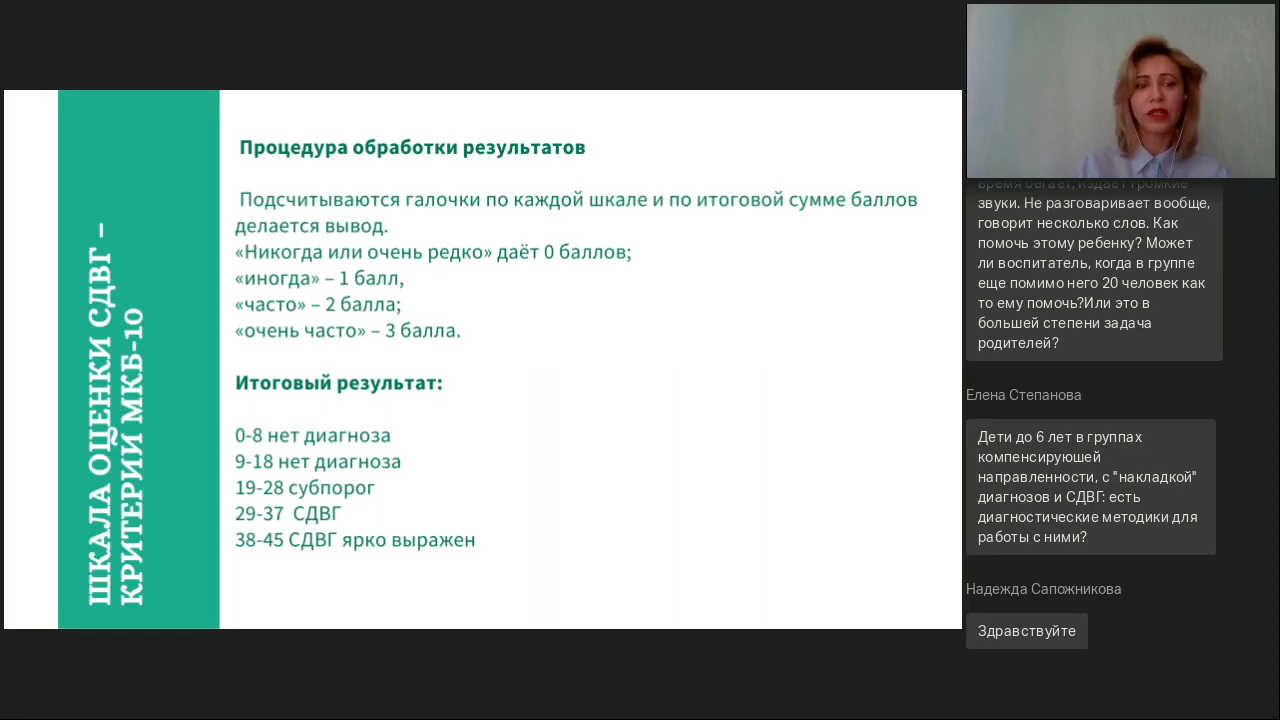 ШКАЛА ОЦЕНКИ СДВГ –
КРИТЕРИЙ МКБ-10
Процедура обработки результатов
Подсчитываются галочки по каждой шкале и по итоговой сумме баллов
делается вывод.
«Никогда или очень редко» даёт 0 баллов;
«иногда» – 1 балл,
«часто» – 2 балла;
«очень часто» – 3 балла.
Итоговый результат:
0-8 нет диагноза
9-18 нет диагноза
19-28 субпорог
29-37 СДВГ
38-45 СДВГ ярко выражен
время бегает, издает громкие
звуки. Не разговаривает вообще,
говорит несколько слов. Как
помочь этому ребенку? Может
ли воспитатель, когда в группе
еще помимо него 20 человек как
то ему помочь?Или это в
большей степени задача
родителей?
Елена Степанова
Дети до 6 лет в группах
компенсируюшей
направленности, с "накладкой"
диагнозов и СДВГ: есть
диагностические методики для
работы с ними?
Надежда Сапожникова
Здравствуйте